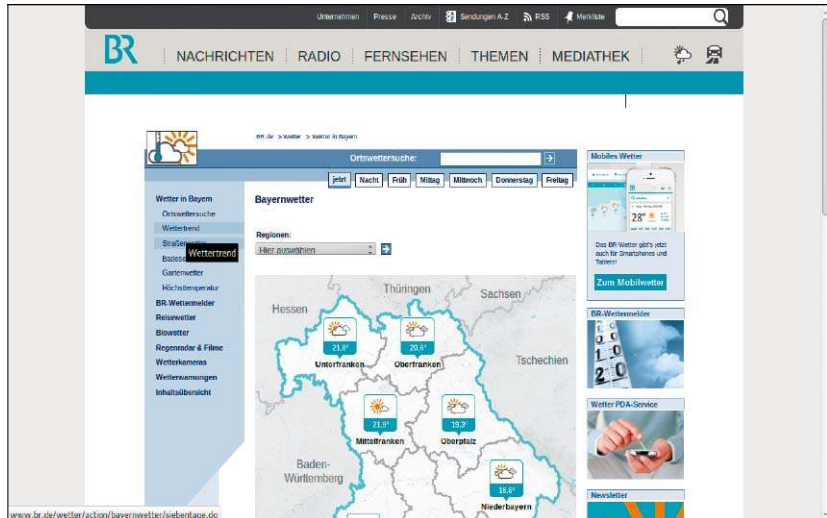 Unternehmen Presse Archiv Sendungen A-Z RSS Merkliste
BR NACHRICHTEN RADIO FERNSEHEN THEMEN MEDIATHEK
BR.de > Wetter > Wetter in Bayern
Ortswettersuche:
jetzt Nacht Früh Mittag Mittwoch Donnerstag Freitag
Wetter in Bayern
Ortswettersuche
Wettertrend
Wettertrend
Gartenwetter
Höchsttemperatur
BR-Wettermelder
Reisewetter
Biowetter
Regenradar & Filme
Wetterkameras
Wetterwarnungen
Inhaltsübersicht
Bayernwetter
Regionen:
Hier auswählen
Thüringen
Sachsen
Hessen
21,8°
Unterfranken
20,6°
Oberfranken
Tschechien
21,9°
Mittelfranken
19,3°
Oberpfalz
Baden-
Württemberg
16,6°
Niederbayern
Mobiles Wetter
28°
Das BR-Wetter gibt's jetzt
auch für Smartphones und
Tablets!
Zum Mobilwetter
BR-Wettermelder
Wetter PDA-Service
Newsletter
www.br.de/wetter/action/bayernwetter/siebentage.do